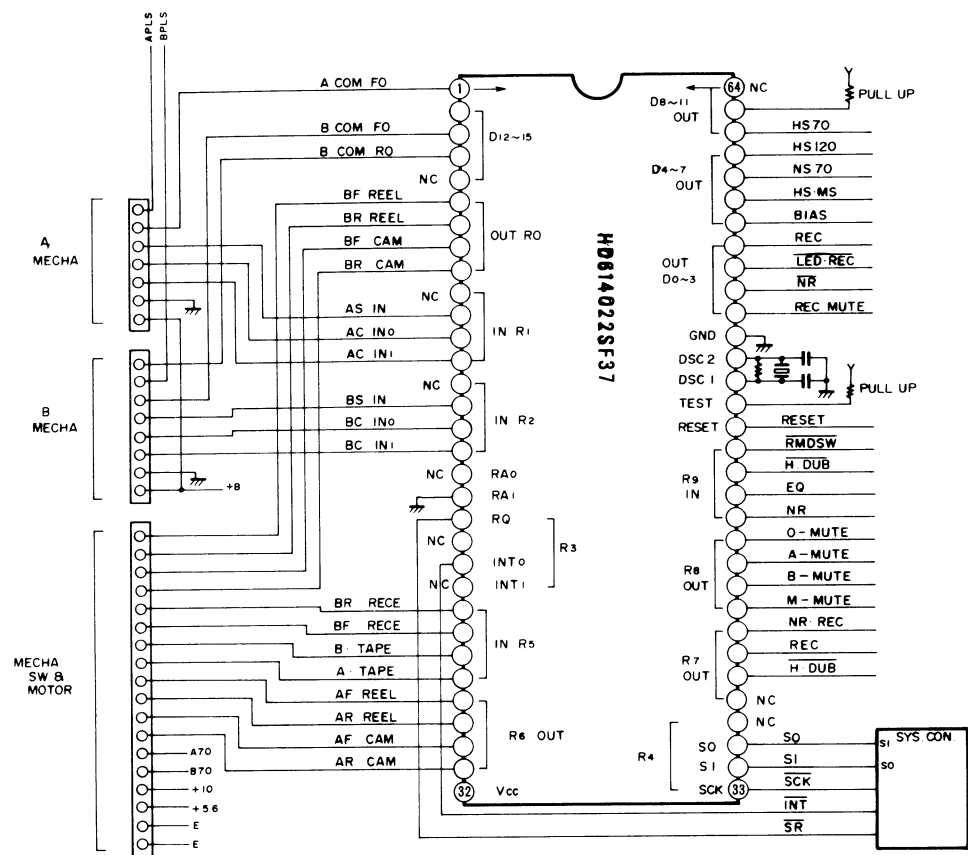 APLS
BPLS
A COM FO
B COM FO
B COM RO
NC
BF REEL
BR REEL
BF CAM
BR CAM
NC
AS IN
AC IN0
AC IN1
NC
BS IN
BC IN0
BC IN1
NC
NC
NC
BR RECE
BF RECE
B· TAPE
A· TAPE
AF REEL
AR REEL
AF CAM
AR CAM
A MECHA
B MECHA
+B
MECHA
SW &
MOTOR
A70
B70
+10
+5.6
E
E
1
D12~15
OUT R0
IN R1
IN R2
RA0
RA1
RQ
INT0
INT1
R3
IN R5
R6 OUT
32
Vcc
HD614022SF37
64 NC
D8~11
OUT
D4~7
OUT
OUT
D0~3
GND
DSC 2
DSC 1
TEST
RESET
R9
IN
R8
OUT
R7
OUT
NC
NC
R4
SO
SI
SCK 33
PULL UP
HS70
HS120
NS70
HS·MS
BIAS
REC
LED·REC
NR
REC MUTE
PULL UP
RESET
RMDSW
H·DUB
EQ
NR
O-MUTE
A-MUTE
B-MUTE
M-MUTE
NR·REC
REC
H·DUB
SO
SI
SCK
INT
SR
SYS. CON.
SI
SO